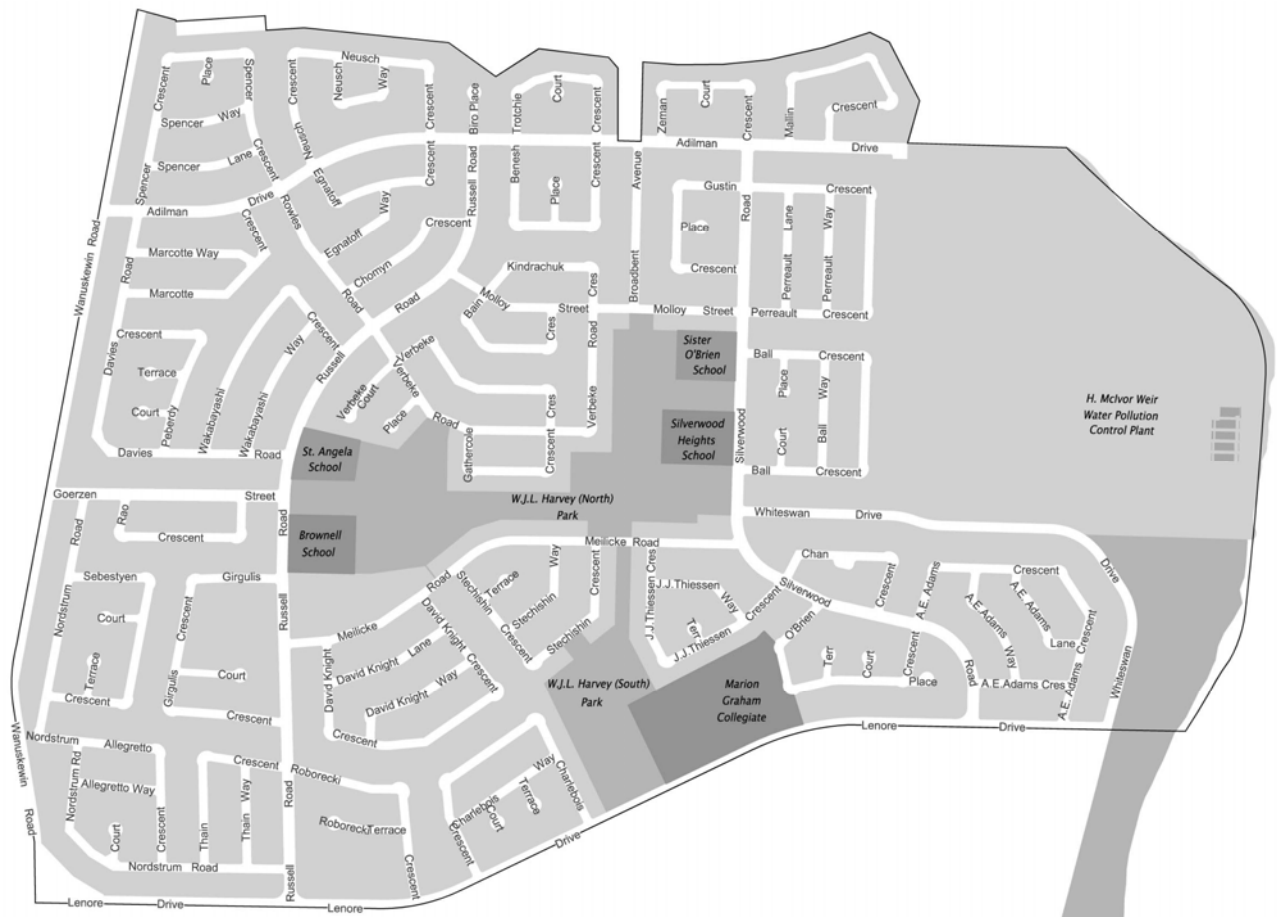 Neusch
Crescent
Place
Spencer
Crescent
Neusch
Way
Crescent
Biro Place
Trotchie
Court
Crescent
Zeman
Court
Crescent
Mallin
Crescent
Spencer
Way
Spencer
Lane
Crescent
Neusch
Adilman
Drive
Spencer
Egnatoff
Crescent
Russell Road
Benesh
Place
Crescent
Avenue
Gustin
Crescent
Road
Lane
Way
Adilman
Drive
Rowles
Crescent
Way
Egnatoff
Crescent
Place
Wanuskewin Road
Marcotte Way
Chomyn
Road
Kindrachuk
Broadbent
Crescent
Road
Marcotte
Road
Molloy
Bain
Street
Cres
Molloy
Street
Perreault
Perreault
Perreault
Crescent
Crescent
Crescent
Way
Russell
Verbeke
Cres
Road
Sister
O'Brien
School
Ball
Crescent
Davies
Terrace
Verbeke
Court
Verbeke
Place
Road
Cres
Verbeke
Place
Way
H. McIvor Weir
Water Pollution
Control Plant
Court
Peberdy
Wakabayashi
Wakabayashi
Silverwood
Heights
School
Silverwood
Court
Ball
Davies
Road
St. Angela
School
Gathercole
Crescent
Ball
Crescent
Goerzen
Street
W.J.L. Harvey (North)
Park
Whiteswan
Drive
Road
Rao
Crescent
Road
Brownell
School
Meilicke Road
Chan
Drive
Sebestyen
Girgulis
Road
Stechishin
Terrace
Way
Crescent
J.J.Thiessen Cres
J.J.Thiessen
Way
Crescent
Silverwood
Crescent
A.E. Adams
Crescent
A.E. Adams
Nordstrum
Court
Crescent
Russell
Meilicke
David Knight
Lane
Crescent
Stechishin
Crescent
Stechishin
Terr
J.J.Thiessen
O'Brien
A.E.Adams
Way
Lane
Crescent
Terrace
Crescent
Girgulis
Court
Crescent
David Knight
David Knight
David Knight
Way
Crescent
W.J.L. Harvey (South)
Park
Marion
Graham
Collegiate
Terr
Court
Crescent
Place
Road
A.E.Adams Cres
A.E. Adams
Whiteswan
Lenore
Drive
Wanuskewin
Road
Nordstrum
Allegretto
Nordstrum Rd
Allegretto Way
Crescent
Court
Crescent
Thain
Thain Way
Road
Roborecki
Roborecki
Terrace
Crescent
Charlebois
Way
Charlebois
Court
Terrace
Crescent
Nordstrum
Road
Russell
Drive
Lenore
Drive
Lenore